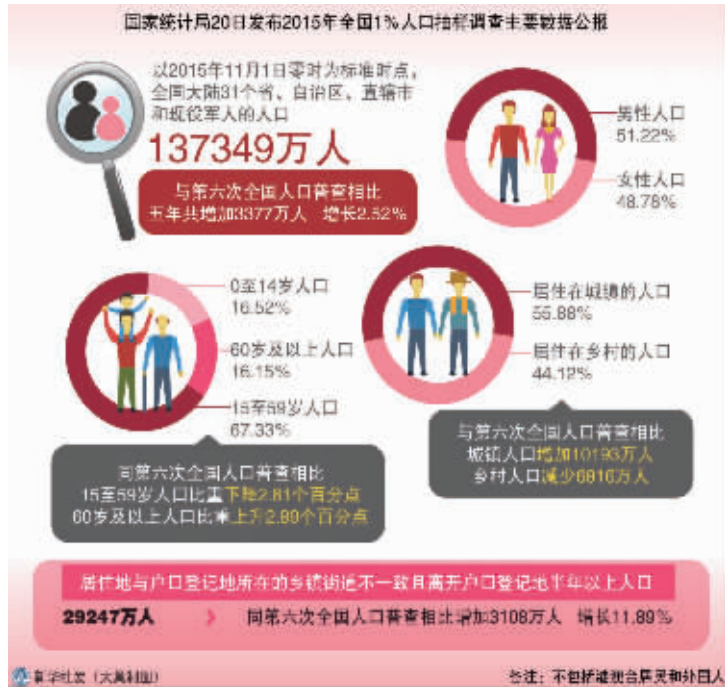 国家统计局20日发布2015年全国1%人口抽样调查主要数据公报
以2015年11月1日零时为标准时点，
全国大陆31个省、自治区、直辖市
和现役军人的人口
137349万人
与第六次全国人口普查相比
五年共增加3377万人 增长2.52%
男性人口
51.22%
女性人口
48.78%
0至14岁人口
16.52%
60岁及以上人口
16.15%
15至59岁人口
67.33%
同第六次全国人口普查相比
15至59岁人口比重下降2.81个百分点
60岁及以上人口比重上升2.89个百分点
居住在城镇的人口
55.88%
居住在乡村的人口
44.12%
与第六次全国人口普查相比
城镇人口增加10193万人
乡村人口减少6816万人
居住地与户口登记地所在的乡镇街道不一致且离开户口登记地半年以上人口
29247万人 > 同第六次全国人口普查相比增加3108万人 增长11.89%
新华社发（大巢制图）
备注：不包括港澳台居民和外国人